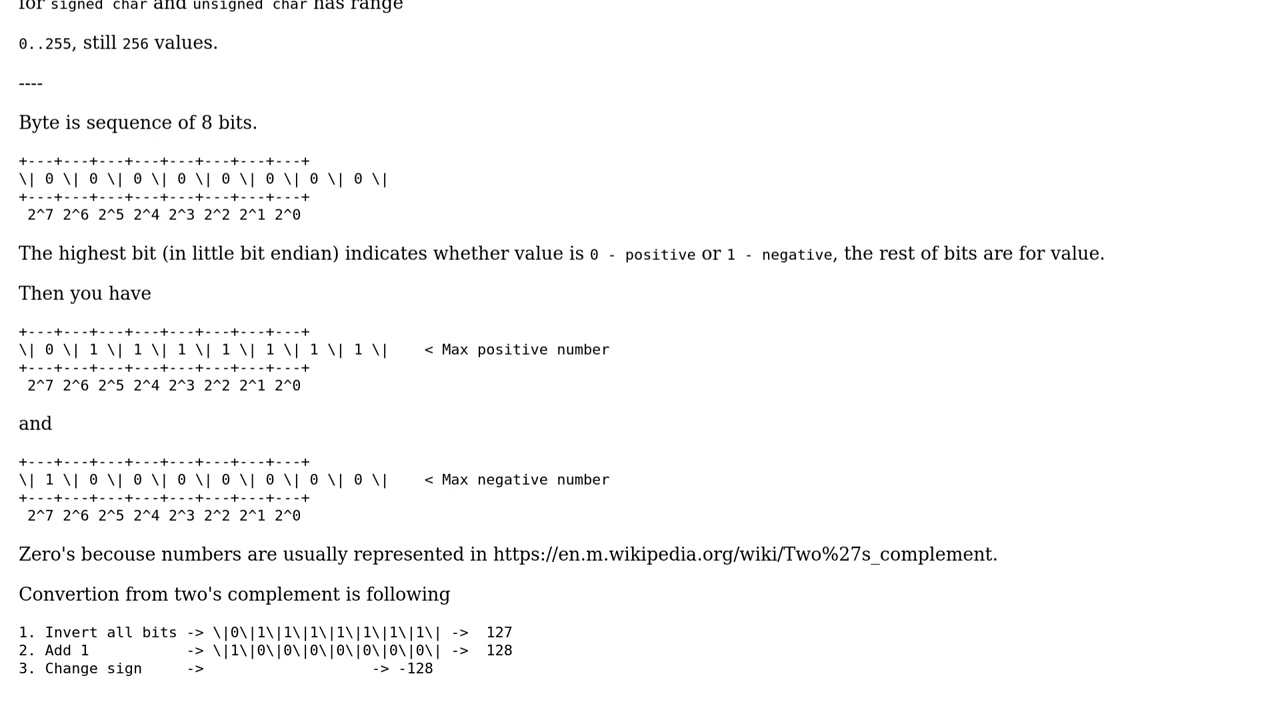 for signed char and unsigned char has range
0..255, still 256 values.
----
Byte is sequence of 8 bits.
+---+---+---+---+---+---+---+---+
\| 0 \| 0 \| 0 \| 0 \| 0 \| 0 \| 0 \| 0 \|
+---+---+---+---+---+---+---+---+
 2^7 2^6 2^5 2^4 2^3 2^2 2^1 2^0
The highest bit (in little bit endian) indicates whether value is 0 - positive or 1 - negative, the rest of bits are for value.
Then you have
+---+---+---+---+---+---+---+---+
\| 0 \| 1 \| 1 \| 1 \| 1 \| 1 \| 1 \| 1 \|    < Max positive number
+---+---+---+---+---+---+---+---+
 2^7 2^6 2^5 2^4 2^3 2^2 2^1 2^0
and
+---+---+---+---+---+---+---+---+
\| 1 \| 0 \| 0 \| 0 \| 0 \| 0 \| 0 \| 0 \|    < Max negative number
+---+---+---+---+---+---+---+---+
 2^7 2^6 2^5 2^4 2^3 2^2 2^1 2^0
Zero's becouse numbers are usually represented in https://en.m.wikipedia.org/wiki/Two%27s_complement.
Convertion from two's complement is following
1. Invert all bits -> \|0\|1\|1\|1\|1\|1\|1\|1\| ->  127
2. Add 1           -> \|1\|0\|0\|0\|0\|0\|0\|0\| ->  128
3. Change sign     ->                   -> -128